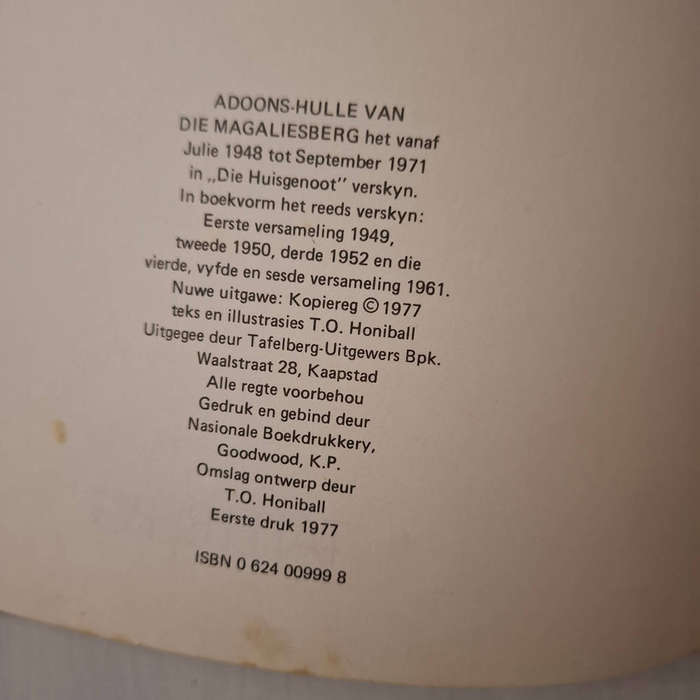 ADOONS-HULLE VAN
DIE MAGALIESBERG het vanaf
Julie 1948 tot September 1971
in „Die Huisgenoot” verskyn.
In boekvorm het reeds verskyn:
Eerste versameling 1949,
tweede 1950, derde 1952 en die
vierde, vyfde en sesde versameling 1961.
Nuwe uitgawe: Kopiereg © 1977
teks en illustrasies T.O. Honiball
Uitgegee deur Tafelberg-Uitgewers Bpk.
Waalstraat 28, Kaapstad
Alle regte voorbehou
Gedruk en gebind deur
Nasionale Boekdrukkery,
Goodwood, K.P.
Omslag ontwerp deur
T.O. Honiball
Eerste druk 1977
ISBN 0 624 00999 8